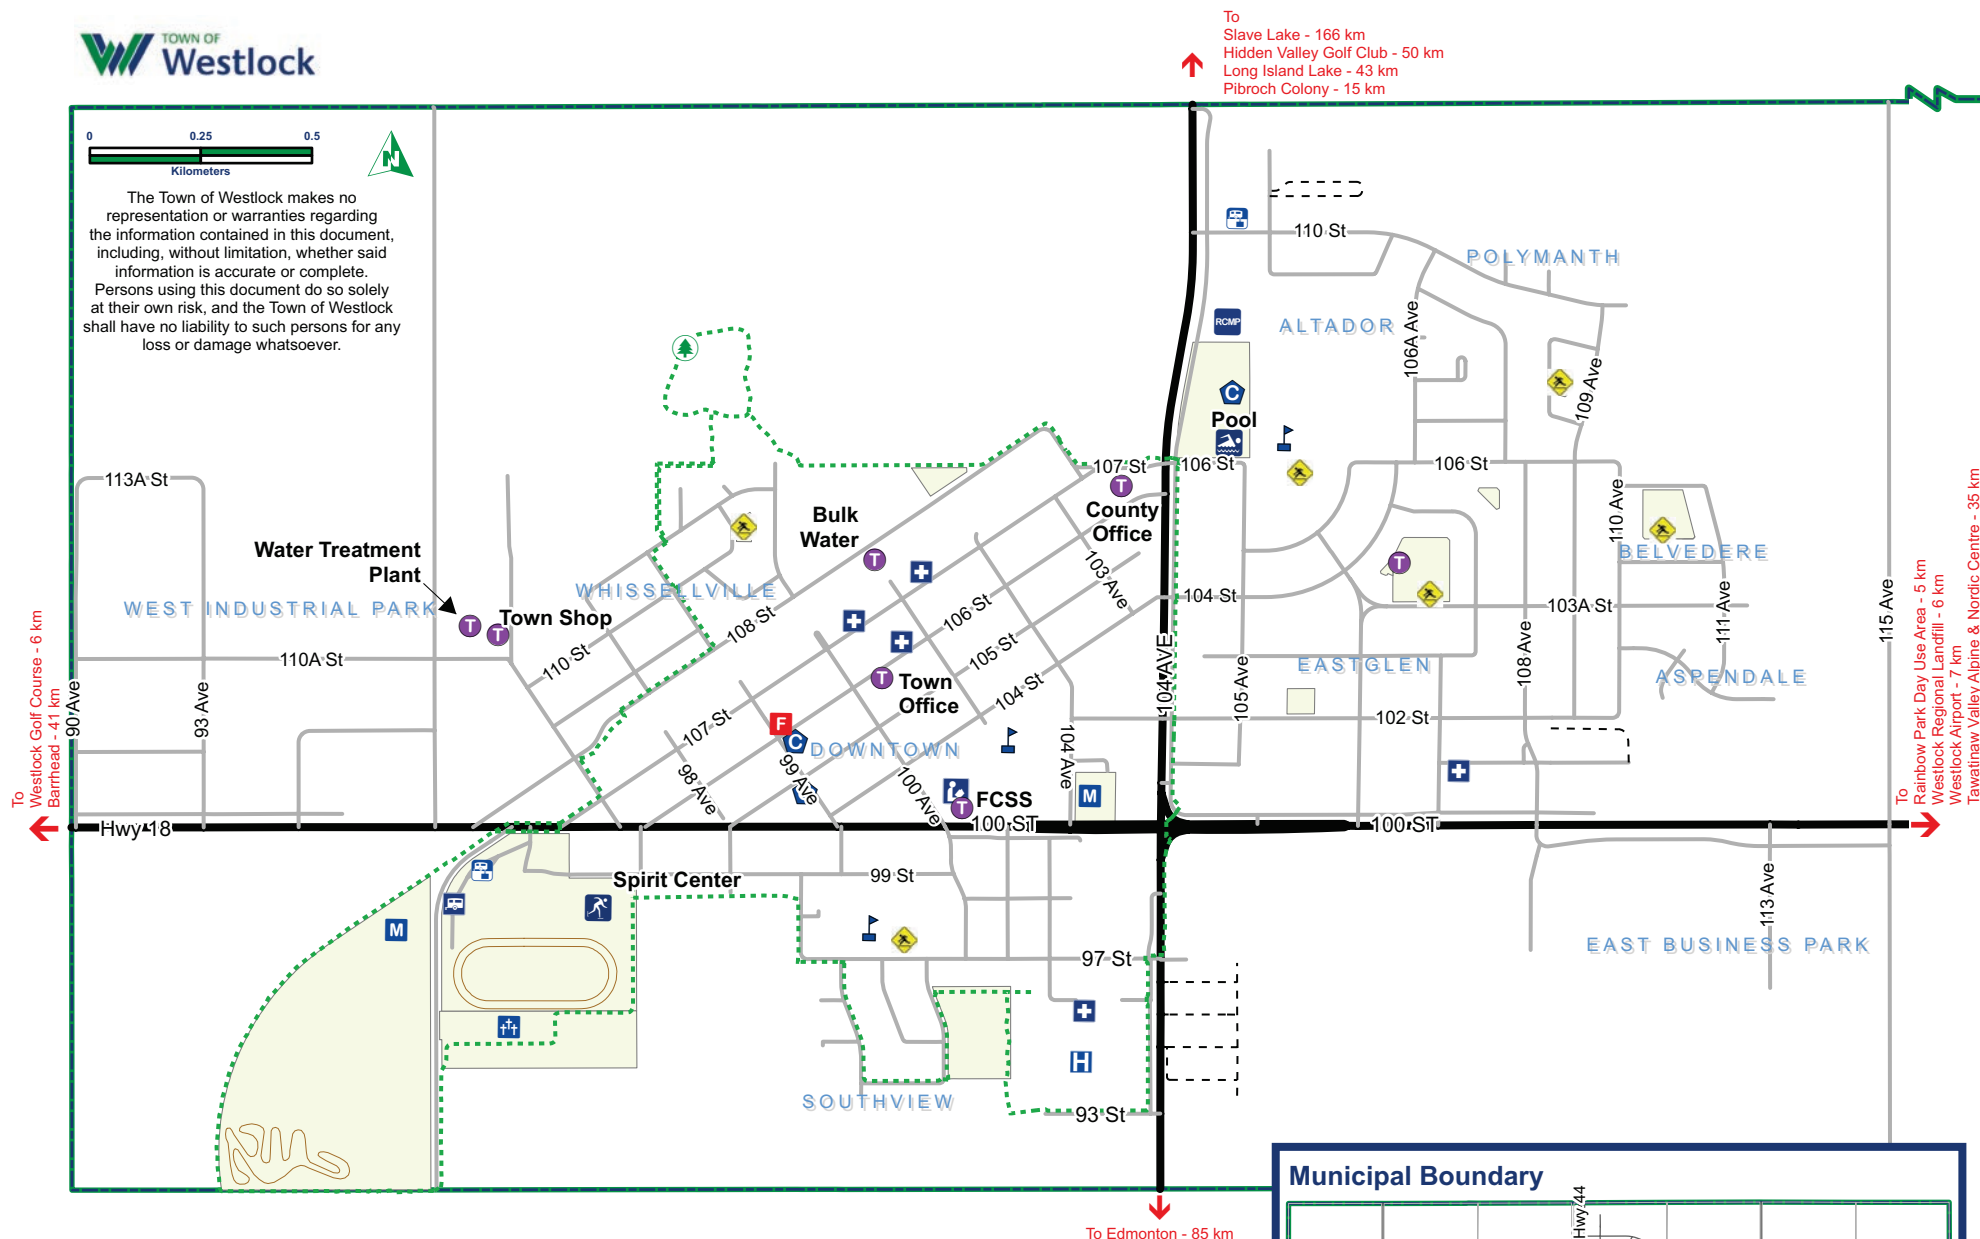 TOWN OF
Westlock
To
Slave Lake - 166 km
Hidden Valley Golf Club - 50 km
Long Island Lake - 43 km
Pibroch Colony - 15 km
0 0.25 0.5
Kilometers
N
The Town of Westlock makes no
representation or warranties regarding
the information contained in this document,
including, without limitation, whether said
information is accurate or complete.
Persons using this document do so solely
at their own risk, and the Town of Westlock
shall have no liability to such persons for any
loss or damage whatsoever.
110 St
POLYMANTH
RCMP
ALTADOR
106A Ave
109 Ave
C
Pool
107 St
106 St
106 St
113A St
T
County
Office
Bulk
Water
T
110 Ave
BELVEDERE
T
Water Treatment
Plant
WEST INDUSTRIAL PARK
WHISSELLVILLE
103 Ave
104 St
103A St
111 Ave
115 Ave
T
T
Town Shop
108 St
106 St
105 St
104 St
110 St
110A St
90 Ave
93 Ave
T
Town
Office
104 AVE
105 Ave
EASTGLEN
108 Ave
ASPENDALE
102 St
107 St
F
C
DOWNTOWN
98 Ave
99 Ave
100 Ave
104 Ave
M
T
FCSS
100 ST
100 ST
Hwy 18
To
Westlock Golf Course - 6 km
Barrhead - 41 km
To
Rainbow Park Day Use Area - 5 km
Westlock Regional Landfill - 6 km
Westlock Airport - 7 km
Tawatinaw Valley Alpine & Nordic Centre - 35 km
Spirit Center
99 St
113 Ave
M
97 St
EAST BUSINESS PARK
H
SOUTHVIEW
93 St
To Edmonton - 85 km
Municipal Boundary
Hwy 44